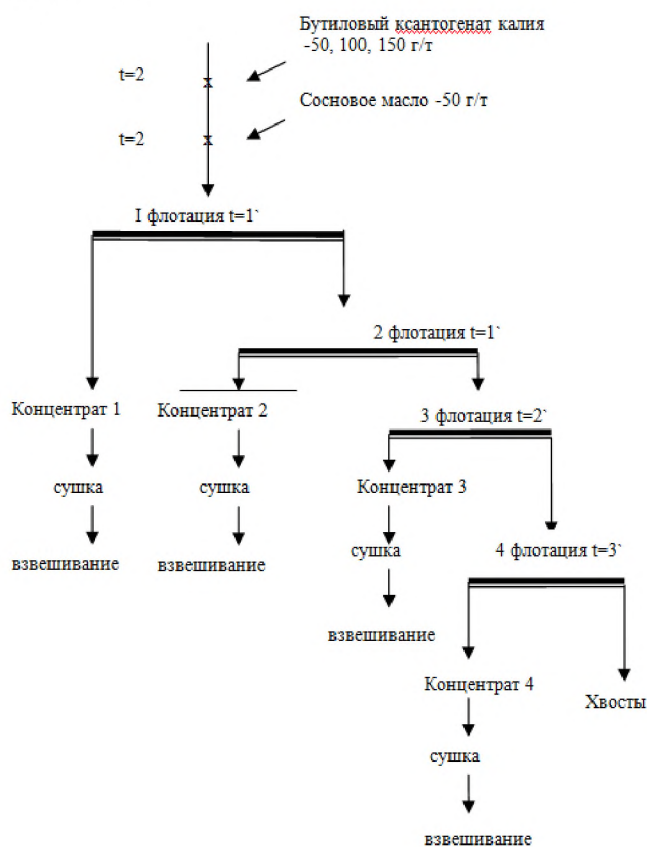 Бутиловый ксантогенат калия
-50, 100, 150 г/т
t=2
x
Сосновое масло -50 г/т
t=2
x
I флотация t=1`
2 флотация t=1`
Концентрат 1
Концентрат 2
3 флотация t=2`
сушка
сушка
Концентрат 3
взвешивание
взвешивание
сушка
4 флотация t=3`
взвешивание
Концентрат 4
Хвосты
сушка
взвешивание